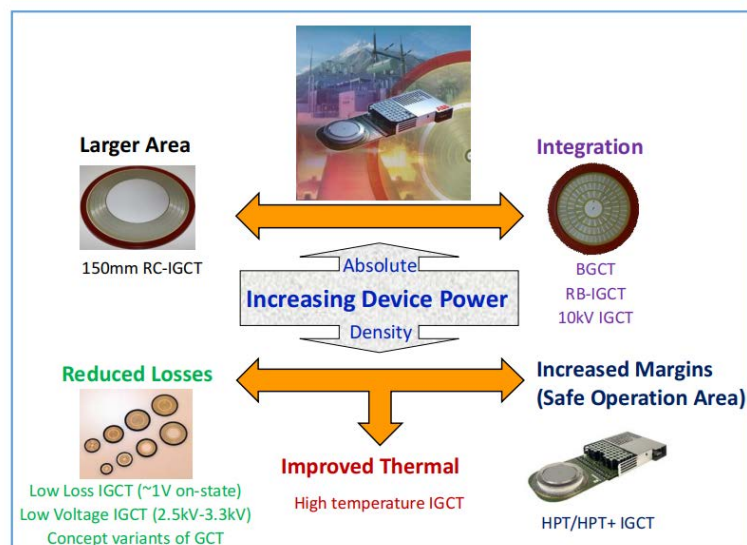 Larger Area
150mm RC-IGCT
ABB
Integration
BGCT
RB-IGCT
10kV IGCT
Absolute
Increasing Device Power
Density
Reduced Losses
Low Loss IGCT (~1V on-state)
Low Voltage IGCT (2.5kV-3.3kV)
Concept variants of GCT
Improved Thermal
High temperature IGCT
Increased Margins
(Safe Operation Area)
HPT/HPT+ IGCT